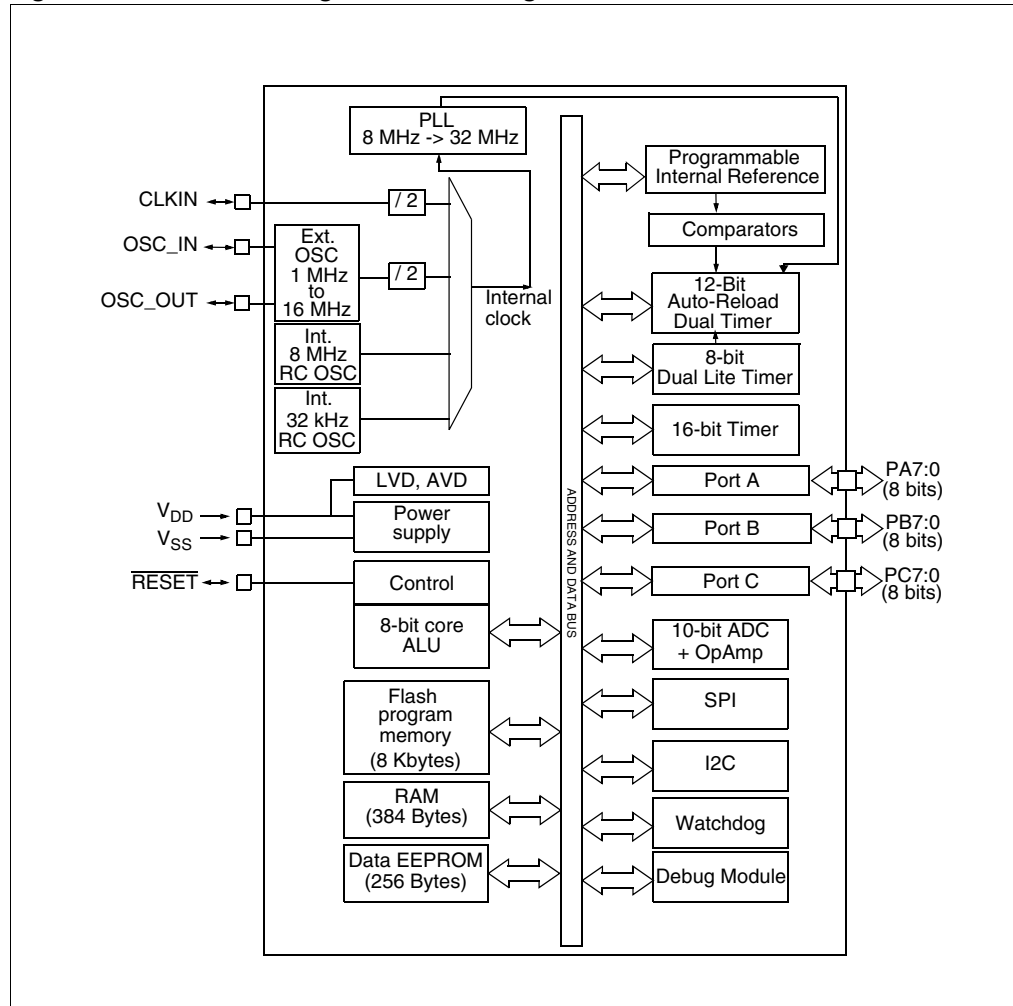 PLL
8 MHz -> 32 MHz
CLKIN
/ 2
OSC_IN
OSC_OUT
Ext.
OSC
1 MHz
to
16 MHz
/ 2
Int.
8 MHz
RC OSC
Int.
32 kHz
RC OSC
Internal
clock
LVD, AVD
VDD
VSS
Power
supply
RESET
Control
8-bit core
ALU
Flash
program
memory
(8 Kbytes)
RAM
(384 Bytes)
Data EEPROM
(256 Bytes)
ADDRESS AND DATA BUS
Programmable
Internal Reference
Comparators
12-Bit
Auto-Reload
Dual Timer
8-bit
Dual Lite Timer
16-bit Timer
Port A
PA7:0
(8 bits)
Port B
PB7:0
(8 bits)
Port C
PC7:0
(8 bits)
10-bit ADC
+ OpAmp
SPI
I2C
Watchdog
Debug Module